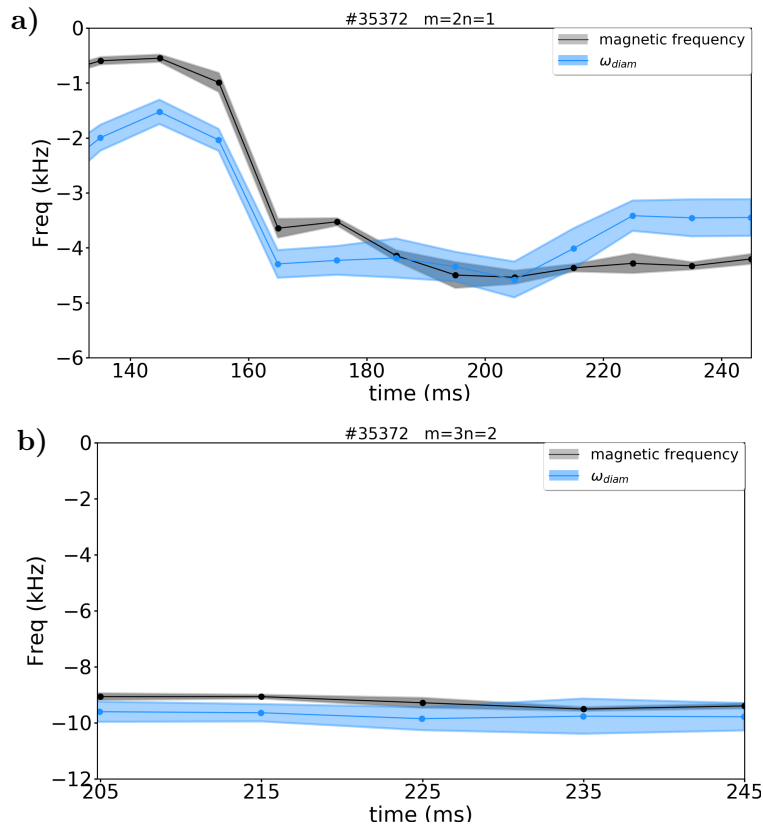 a)
#35372 m=2n=1
magnetic frequency
ω_diam
0
−1
−2
−3
−4
−5
−6
Freq (kHz)
140 160 180 200 220 240
time (ms)
b)
#35372 m=3n=2
magnetic frequency
ω_diam
0
−2
−4
−6
−8
−10
−12
Freq (kHz)
205 215 225 235 245
time (ms)